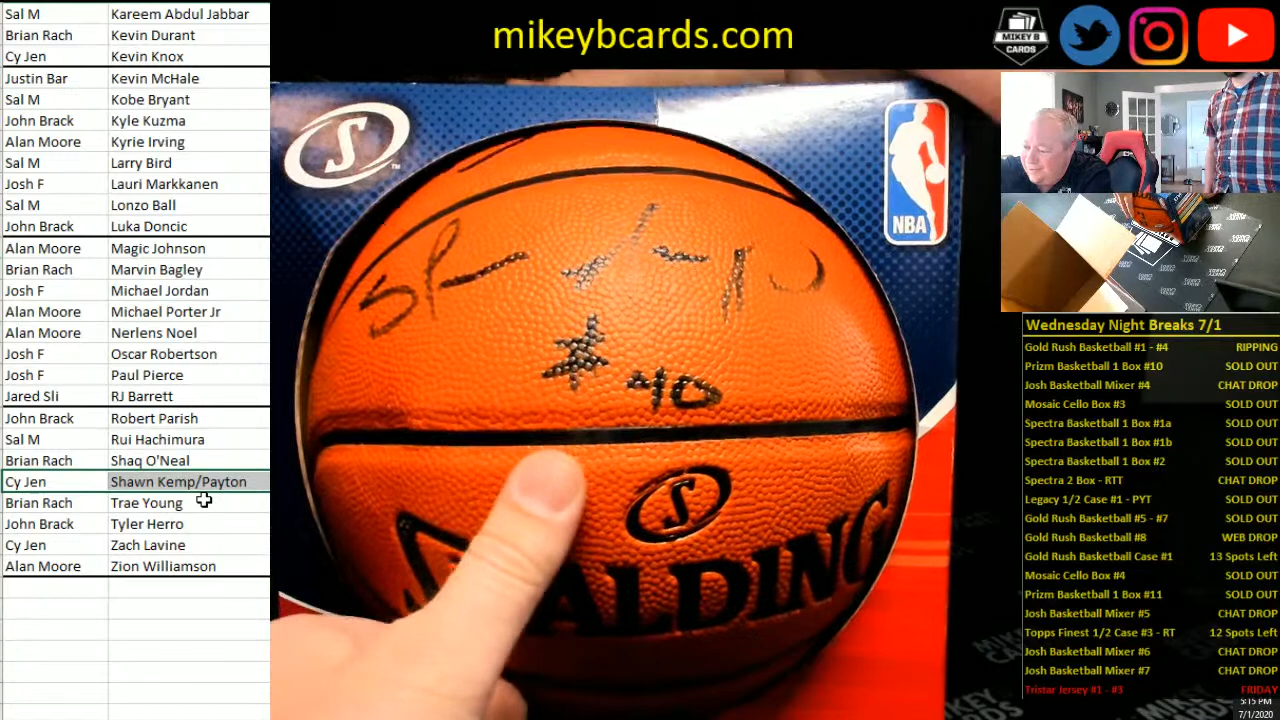 mikeybcards.com
MIKEY B
CARDS
Sal M Kareem Abdul Jabbar
Brian Rach Kevin Durant
Cy Jen Kevin Knox
Justin Bar Kevin McHale
Sal M Kobe Bryant
John Brack Kyle Kuzma
Alan Moore Kyrie Irving
Sal M Larry Bird
Josh F Lauri Markkanen
Sal M Lonzo Ball
John Brack Luka Doncic
Alan Moore Magic Johnson
Brian Rach Marvin Bagley
Josh F Michael Jordan
Alan Moore Michael Porter Jr
Alan Moore Nerlens Noel
Josh F Oscar Robertson
Josh F Paul Pierce
Jared Sli RJ Barrett
John Brack Robert Parish
Sal M Rui Hachimura
Brian Rach Shaq O'Neal
Cy Jen Shawn Kemp/Payton
Brian Rach Trae Young
John Brack Tyler Herro
Cy Jen Zach Lavine
Alan Moore Zion Williamson
S
TM
NBA
40
S
SPALDING
Wednesday Night Breaks 7/1
Gold Rush Basketball #1 - #4 RIPPING
Prizm Basketball 1 Box #10 SOLD OUT
Josh Basketball Mixer #4 CHAT DROP
Mosaic Cello Box #3 SOLD OUT
Spectra Basketball 1 Box #1a SOLD OUT
Spectra Basketball 1 Box #1b SOLD OUT
Spectra Basketball 1 Box #2 SOLD OUT
Spectra 2 Box - RTT CHAT DROP
Legacy 1/2 Case #1 - PYT SOLD OUT
Gold Rush Basketball #5 - #7 SOLD OUT
Gold Rush Basketball #8 WEB DROP
Gold Rush Basketball Case #1 13 Spots Left
Mosaic Cello Box #4 SOLD OUT
Prizm Basketball 1 Box #11 SOLD OUT
Josh Basketball Mixer #5 CHAT DROP
Topps Finest 1/2 Case #3 - RT 12 Spots Left
Josh Basketball Mixer #6 CHAT DROP
Josh Basketball Mixer #7 CHAT DROP
Tristar Jersey #1 - #3 FRIDAY
5:15 PM
7/1/2020